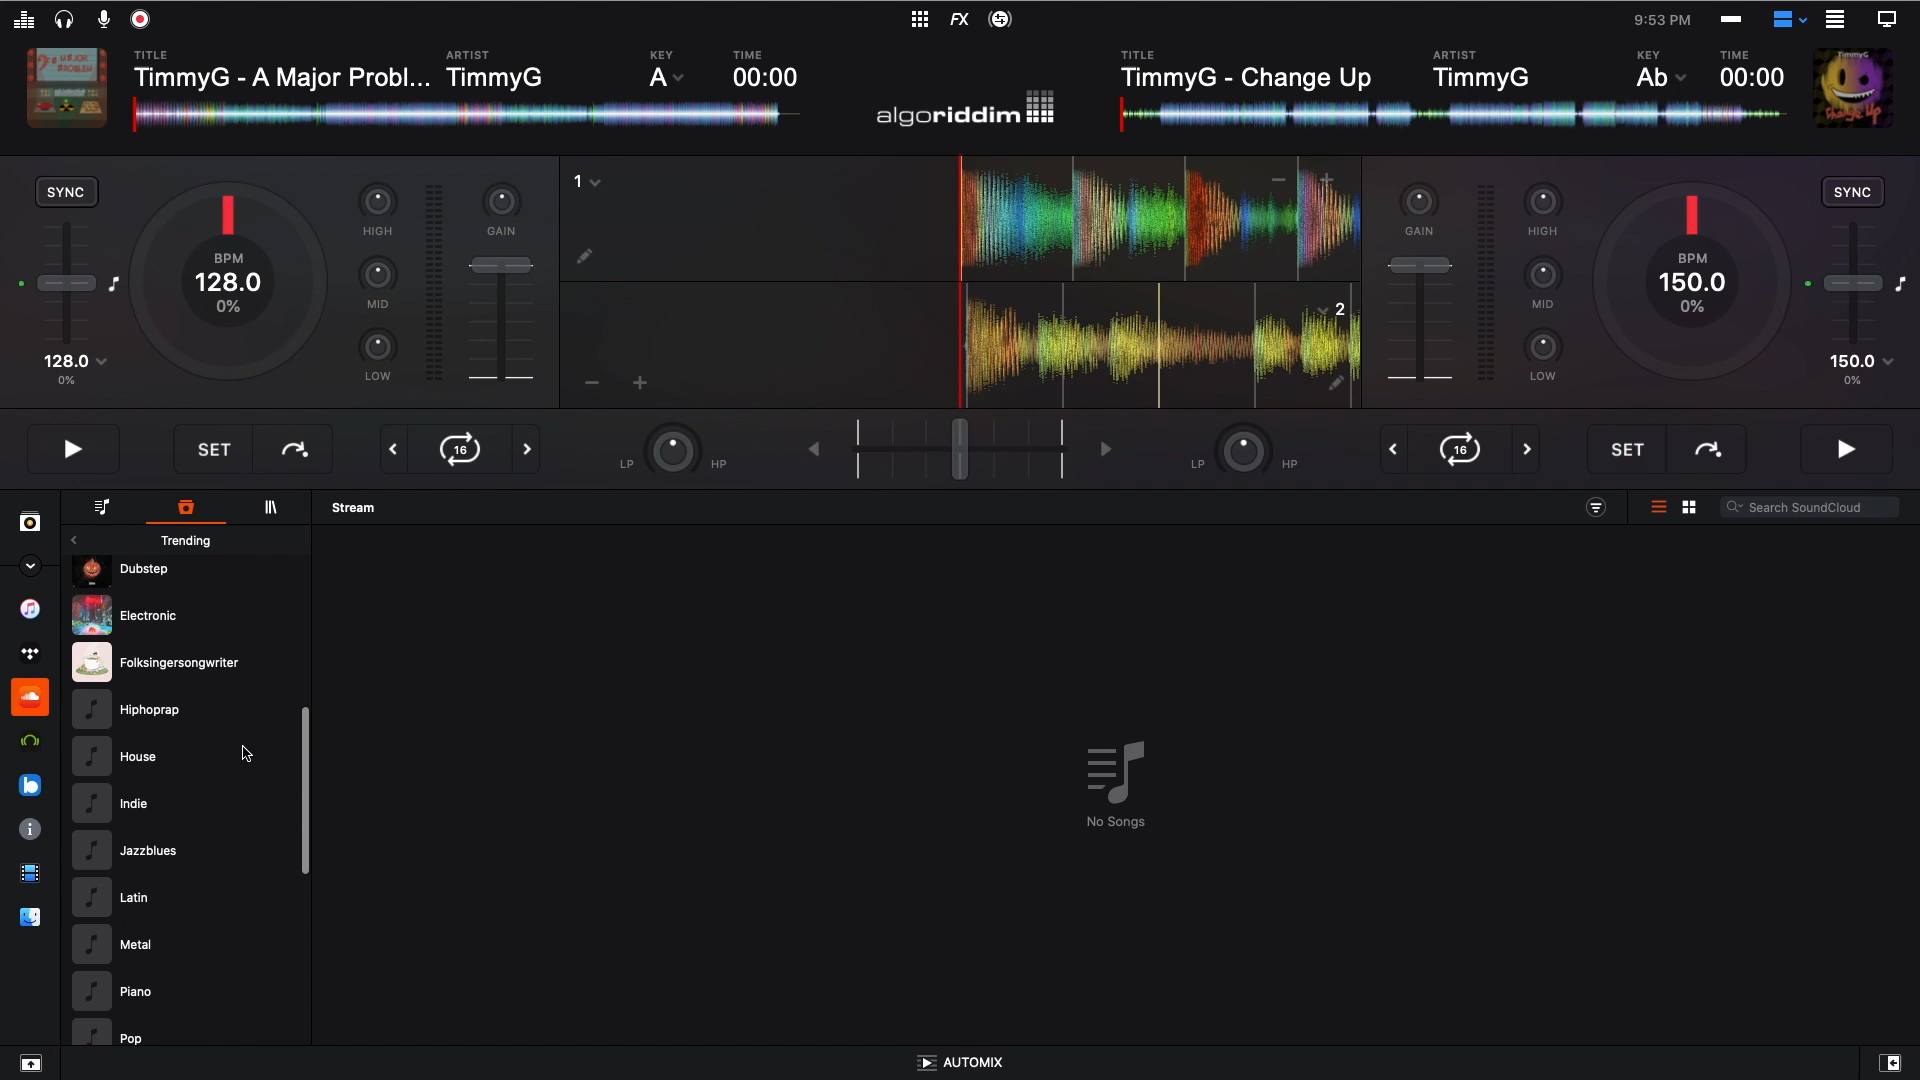 FX
9:53 PM
TITLE
TimmyG - A Major Probl...
ARTIST
TimmyG
KEY
A
TIME
00:00
algoriddim
TITLE
TimmyG - Change Up
ARTIST
TimmyG
KEY
Ab
TIME
00:00
TimmyG
Change Up
SYNC
BPM
128.0
0%
128.0
0%
HIGH
MID
LOW
GAIN
1
2
GAIN
HIGH
MID
LOW
BPM
150.0
0%
SYNC
150.0
0%
SET
16
LP
HP
LP
HP
16
SET
Stream
Search SoundCloud
Trending
Dubstep
Electronic
Folksingersongwriter
Hiphoprap
House
Indie
Jazzblues
Latin
Metal
Piano
Pop
No Songs
AUTOMIX